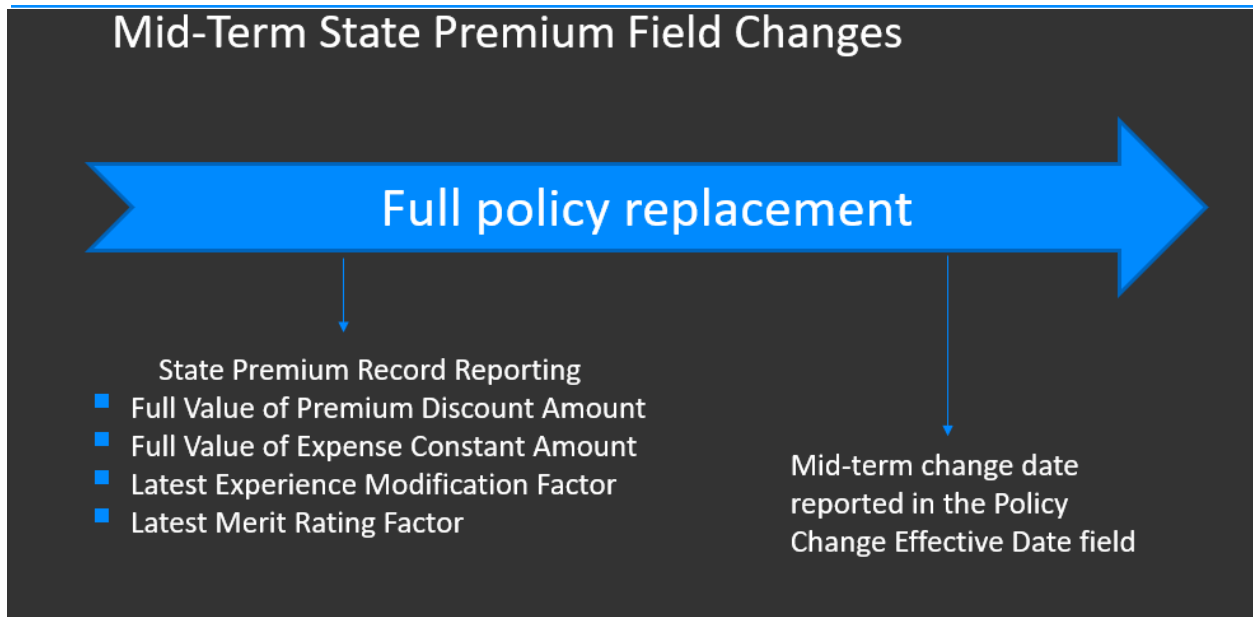 Mid-Term State Premium Field Changes
Full policy replacement
State Premium Record Reporting
Full Value of Premium Discount Amount
Full Value of Expense Constant Amount
Latest Experience Modification Factor
Latest Merit Rating Factor
Mid-term change date
reported in the Policy
Change Effective Date field